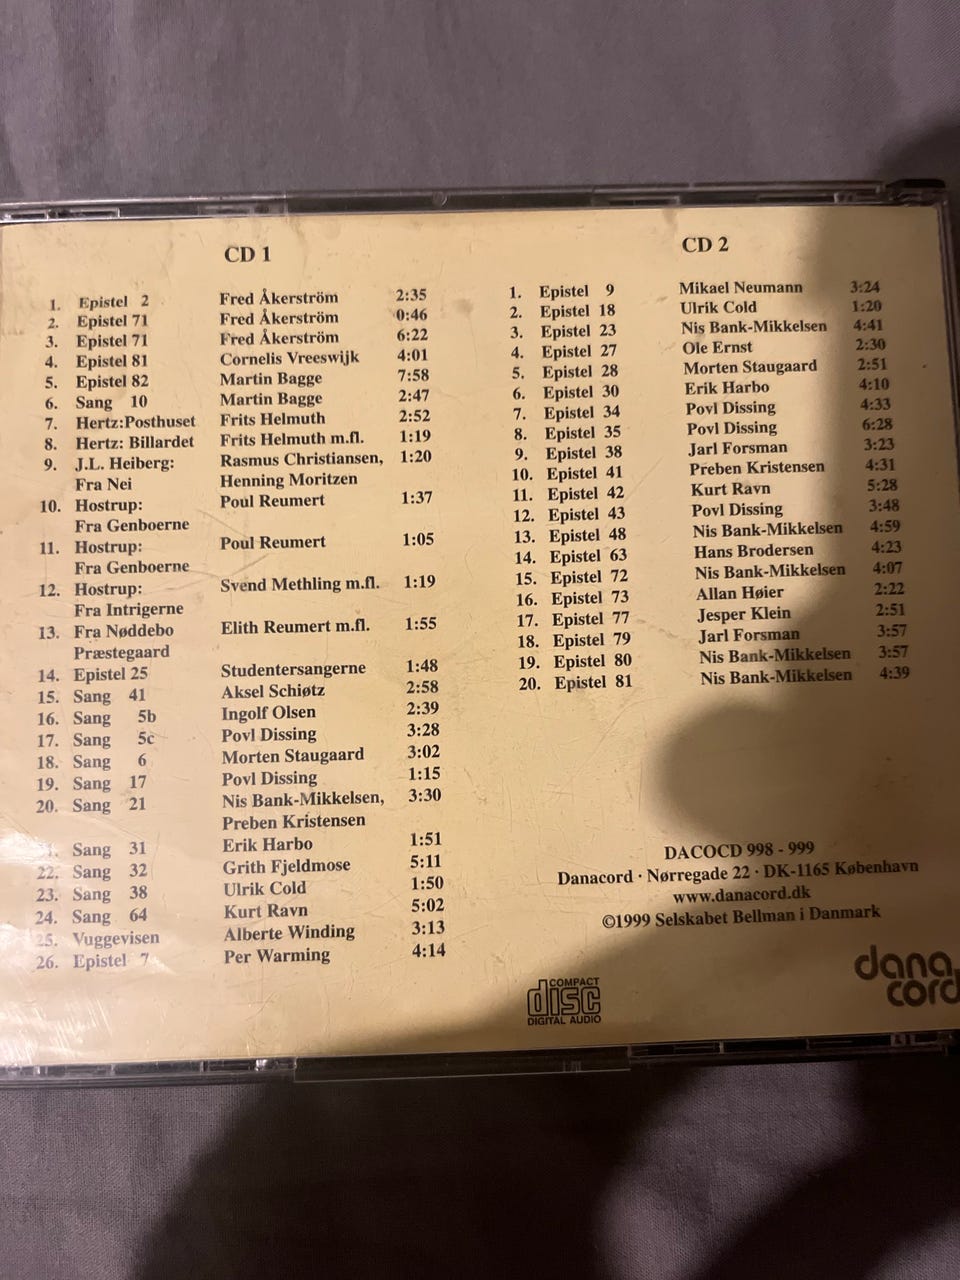 CD 1
1. Epistel 2 Fred Åkerström 2:35
2. Epistel 71 Fred Åkerström 0:46
3. Epistel 71 Fred Åkerström 6:22
4. Epistel 81 Cornelis Vreeswijk 4:01
5. Epistel 82 Martin Bagge 7:58
6. Sang 10 Martin Bagge 2:47
7. Hertz:Posthuset Frits Helmuth 2:52
8. Hertz: Billardet Frits Helmuth m.fl. 1:19
9. J.L. Heiberg: Rasmus Christiansen, 1:20
Fra Nei Henning Moritzen
10. Hostrup: Poul Reumert 1:37
Fra Genboerne
11. Hostrup: Poul Reumert 1:05
Fra Genboerne
12. Hostrup: Svend Methling m.fl. 1:19
Fra Intrigerne
13. Fra Nøddebo Elith Reumert m.fl. 1:55
Præstegaard
14. Epistel 25 Studentersangerne 1:48
15. Sang 41 Aksel Schiøtz 2:58
16. Sang 5b Ingolf Olsen 2:39
17. Sang 5c Povl Dissing 3:28
18. Sang 6 Morten Staugaard 3:02
19. Sang 17 Povl Dissing 1:15
20. Sang 21 Nis Bank-Mikkelsen, 3:30
Preben Kristensen
21. Sang 31 Erik Harbo 1:51
22. Sang 32 Grith Fjeldmose 5:11
23. Sang 38 Ulrik Cold 1:50
24. Sang 64 Kurt Ravn 5:02
25. Vuggevisen Alberte Winding 3:13
26. Epistel 7 Per Warming 4:14
CD 2
1. Epistel 9 Mikael Neumann 3:24
2. Epistel 18 Ulrik Cold 1:20
3. Epistel 23 Nis Bank-Mikkelsen 4:41
4. Epistel 27 Ole Ernst 2:30
5. Epistel 28 Morten Staugaard 2:51
6. Epistel 30 Erik Harbo 4:10
7. Epistel 34 Povl Dissing 4:33
8. Epistel 35 Povl Dissing 6:28
9. Epistel 38 Jarl Forsman 3:23
10. Epistel 41 Preben Kristensen 4:31
11. Epistel 42 Kurt Ravn 5:28
12. Epistel 43 Povl Dissing 3:48
13. Epistel 48 Nis Bank-Mikkelsen 4:59
14. Epistel 63 Hans Brodersen 4:23
15. Epistel 72 Nis Bank-Mikkelsen 4:07
16. Epistel 73 Allan Høier 2:22
17. Epistel 77 Jesper Klein 2:51
18. Epistel 79 Jarl Forsman 3:57
19. Epistel 80 Nis Bank-Mikkelsen 3:57
20. Epistel 81 Nis Bank-Mikkelsen 4:39
DACOCD 998 - 999
Danacord · Nørregade 22 · DK-1165 København
www.danacord.dk
©1999 Selskabet Bellman i Danmark
COMPACT
disc
DIGITAL AUDIO
dana
cord